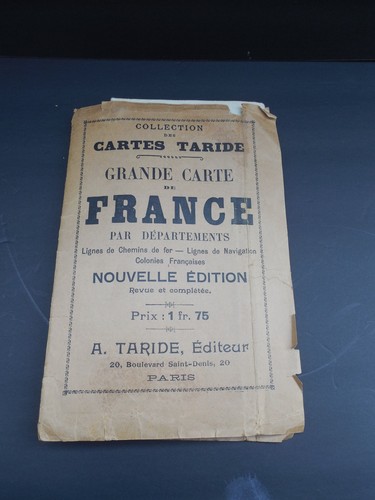 COLLECTION
DES
CARTES TARIDE
GRANDE CARTE
DE
FRANCE
PAR DÉPARTEMENTS
Lignes de Chemins de fer — Lignes de Navigation
Colonies Françaises
NOUVELLE ÉDITION
Revue et complétée.
Prix : 1 fr. 75
A. TARIDE, Éditeur
20, Boulevard Saint-Denis, 20
PARIS